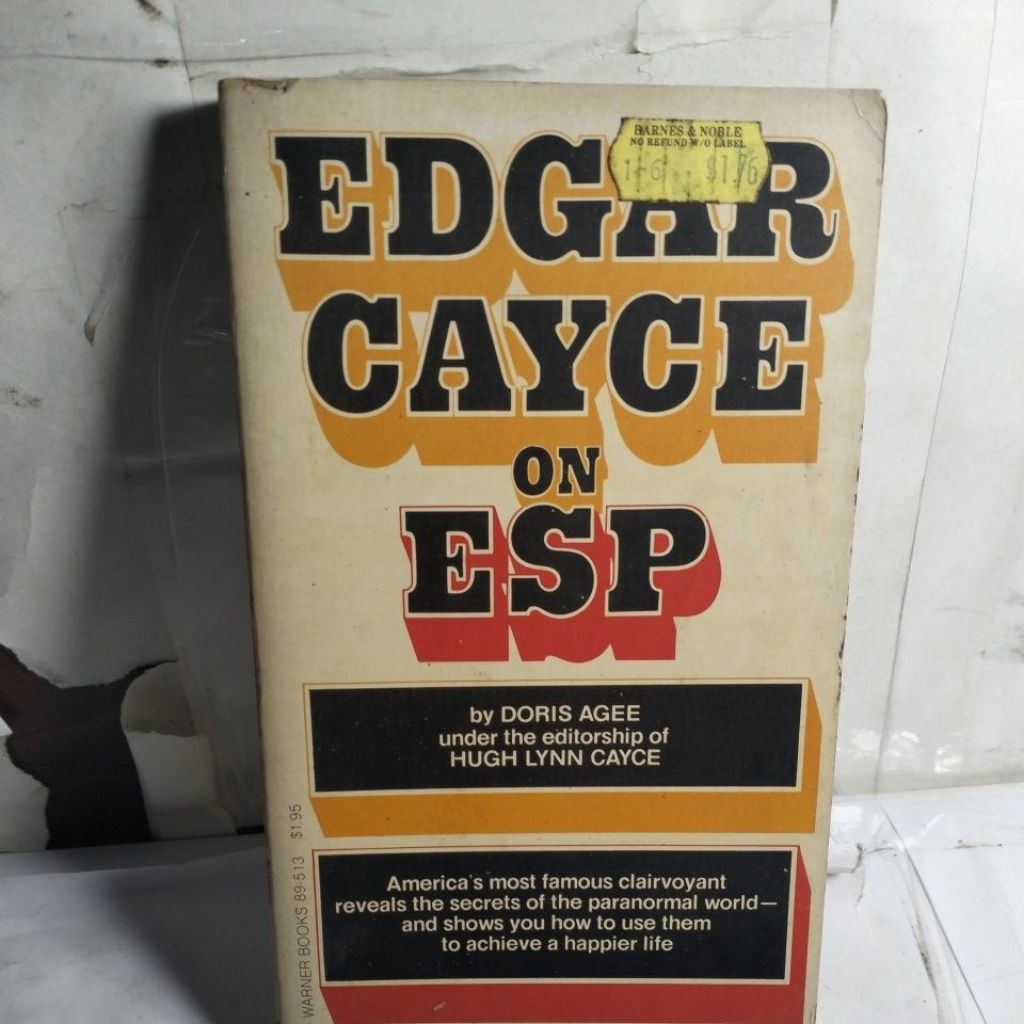 EDGAR
BARNES & NOBLE
NO REFUND W/O LABEL
1-6 $1.76
CAYCE
ON
ESP
by DORIS AGEE
under the editorship of
HUGH LYNN CAYCE
America's most famous clairvoyant
reveals the secrets of the paranormal world—
and shows you how to use them
to achieve a happier life
WARNER BOOKS 89-513 $1.95